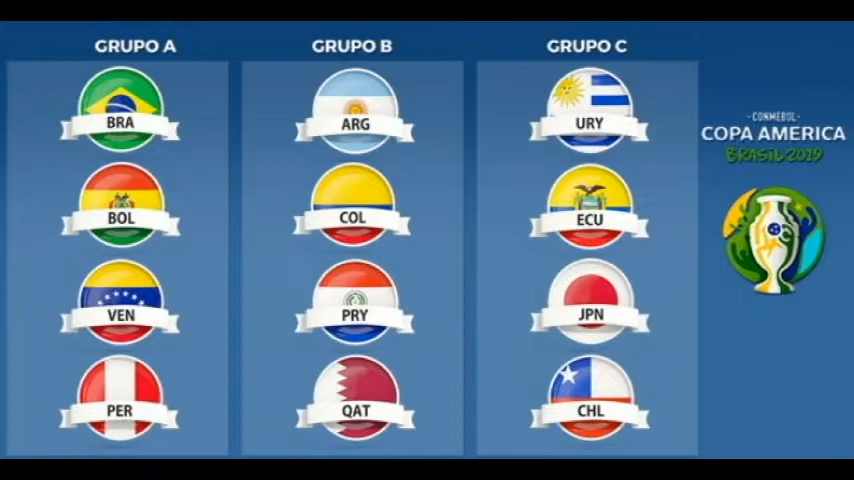 GRUPO A
BRA
BOL
VEN
PER
GRUPO B
ARG
COL
PRY
QAT
GRUPO C
URY
ECU
JPN
CHL
- CONMEBOL -
COPA AMERICA
BRASIL 2019